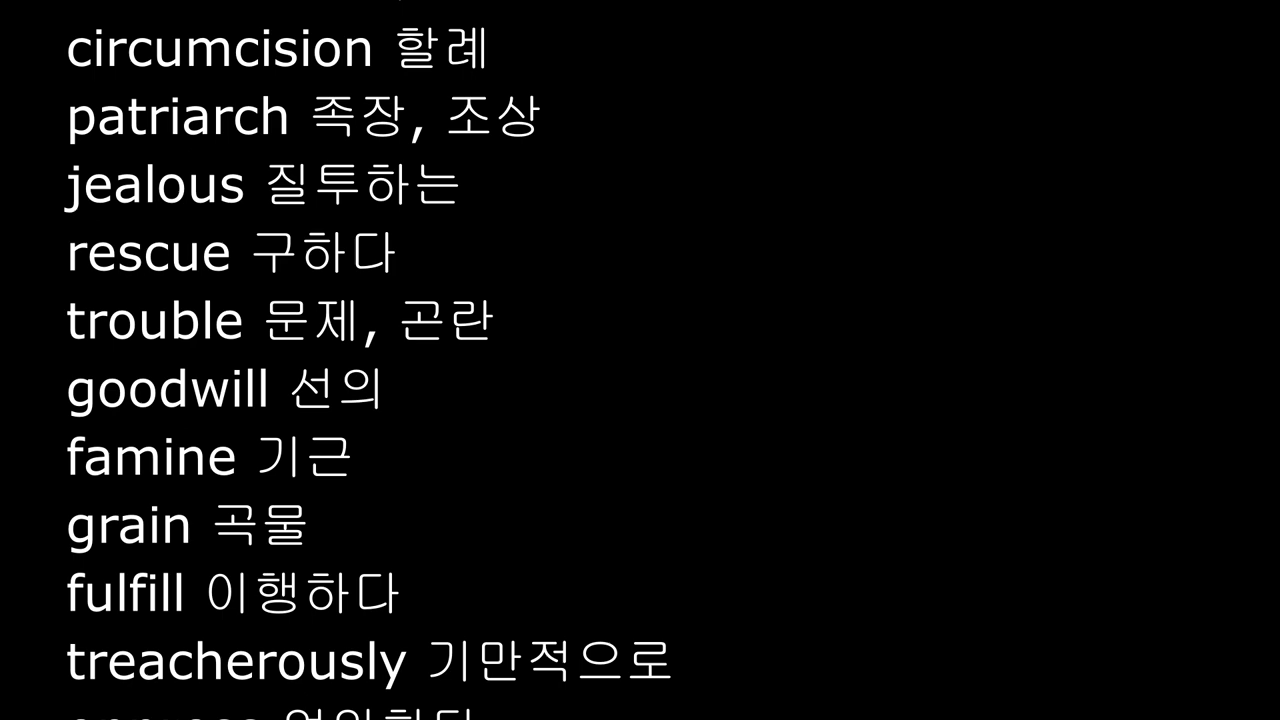 circumcision 할례
patriarch 족장, 조상
jealous 질투하는
rescue 구하다
trouble 문제, 곤란
goodwill 선의
famine 기근
grain 곡물
fulfill 이행하다
treacherously 기만적으로